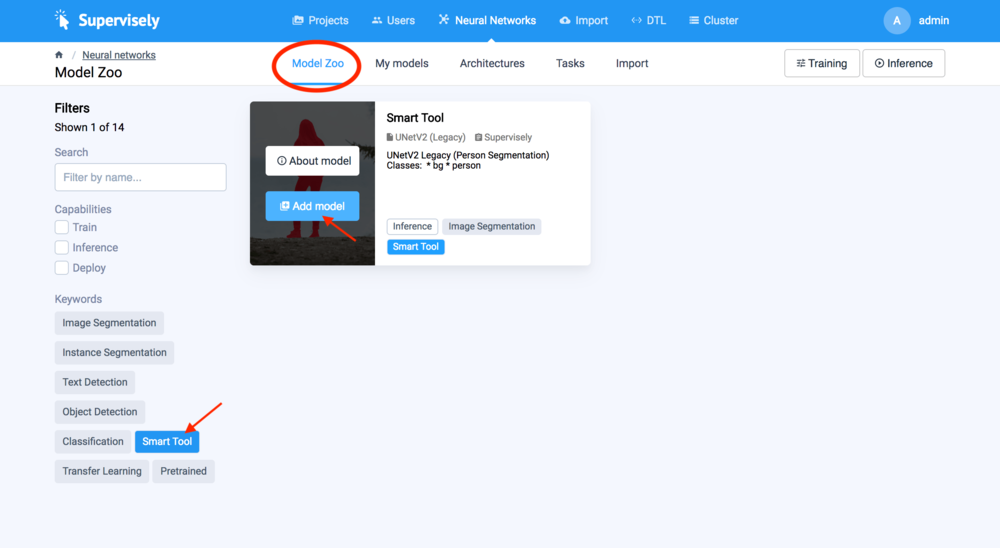 Supervisely
Projects Users Neural Networks Import DTL Cluster
A admin
/ Neural networks
Model Zoo
Model Zoo My models Architectures Tasks Import
Training Inference
Filters
Shown 1 of 14
Search
Filter by name...
Capabilities
Train
Inference
Deploy
Keywords
Image Segmentation
Instance Segmentation
Text Detection
Object Detection
Classification Smart Tool
Transfer Learning Pretrained
About model
Add model
Smart Tool
UNetV2 (Legacy) Supervisely
UNetV2 Legacy (Person Segmentation)
Classes: * bg * person
Inference Image Segmentation
Smart Tool